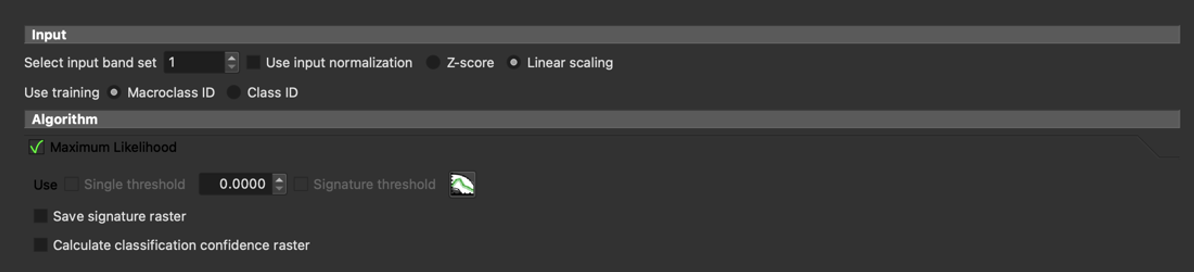 Input
Select input band set 1 Use input normalization Z-score Linear scaling
Use training Macroclass ID Class ID
Algorithm
Maximum Likelihood
Use Single threshold 0.0000 Signature threshold
Save signature raster
Calculate classification confidence raster